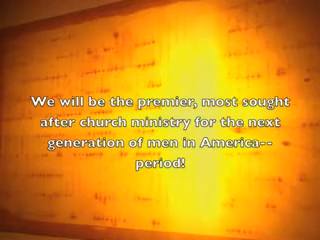 We will be the premier, most sought
after church ministry for the next
generation of men in America--
period!